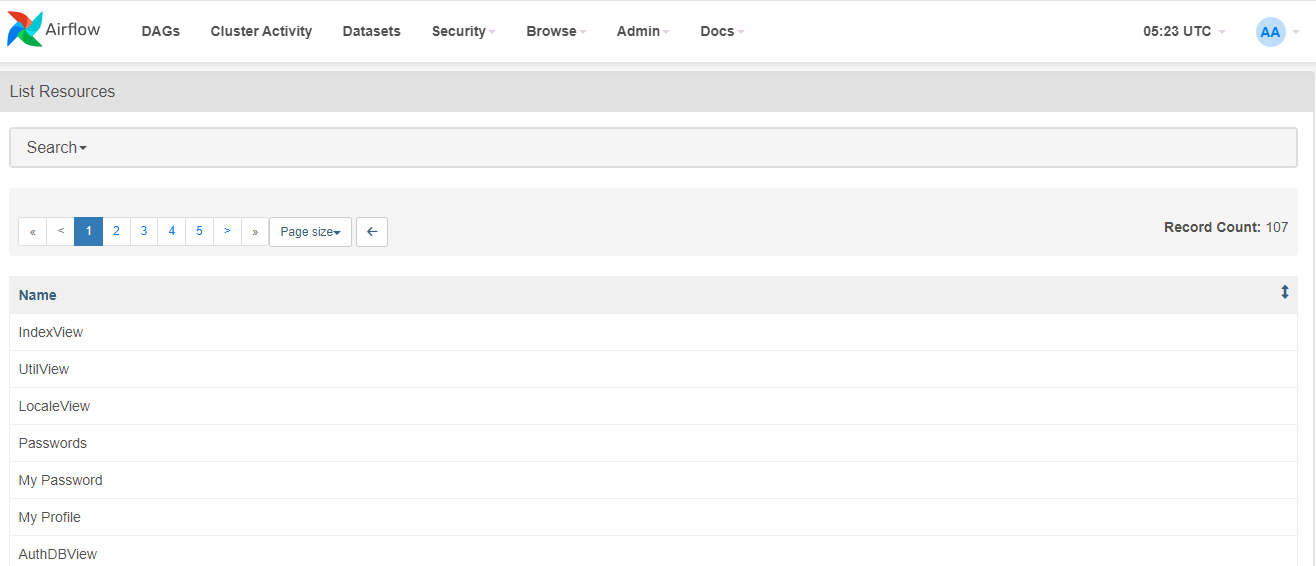 Airflow DAGs Cluster Activity Datasets Security Browse Admin Docs 05:23 UTC AA
List Resources
Search
« < 1 2 3 4 5 > » Page size Record Count: 107
Name
IndexView
UtilView
LocaleView
Passwords
My Password
My Profile
AuthDBView